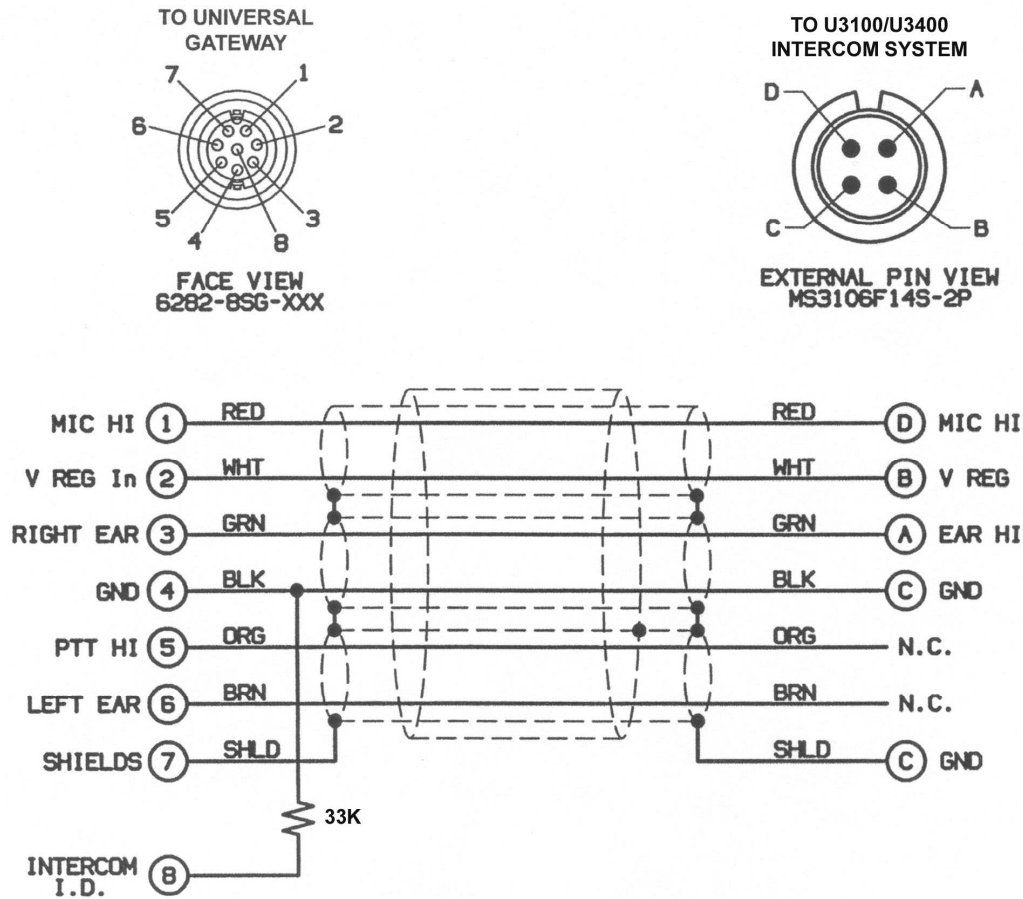 TO UNIVERSAL
GATEWAY
7
1
6
2
5
4
8
3
FACE VIEW
6282-8SG-XXX
TO U3100/U3400
INTERCOM SYSTEM
D
A
C
B
EXTERNAL PIN VIEW
MS3106F14S-2P
MIC HI 1 RED RED D MIC HI
V REG In 2 WHT WHT B V REG
RIGHT EAR 3 GRN GRN A EAR HI
GND 4 BLK BLK C GND
PTT HI 5 ORG ORG N.C.
LEFT EAR 6 BRN BRN N.C.
SHIELDS 7 SHLD SHLD C GND
33K
INTERCOM
I.D. 8